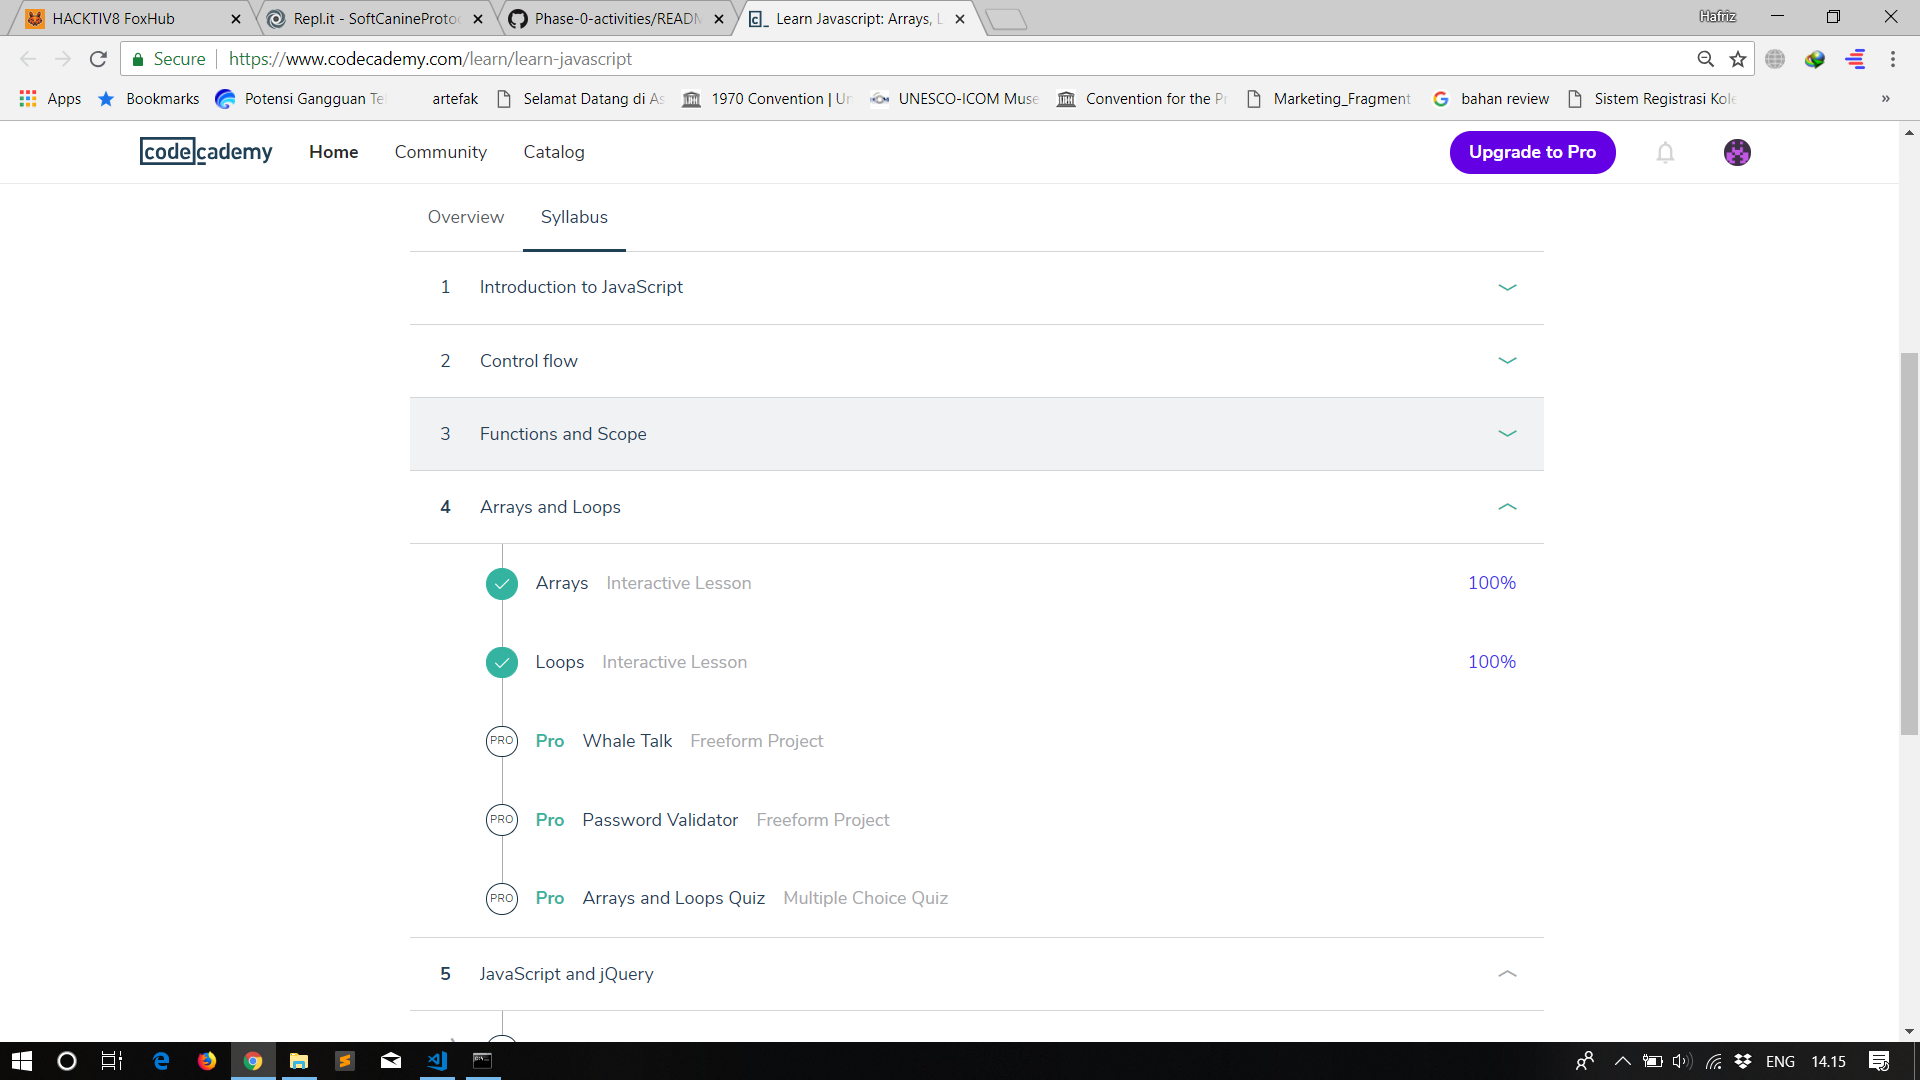 HACKTIV8 FoxHub
Repl.it - SoftCanineProtoc
Phase-0-activities/READM
Learn Javascript: Arrays, L
Hafriz
Secure
https://www.codecademy.com/learn/learn-javascript
Apps
Bookmarks
Potensi Gangguan Te
artefak
Selamat Datang di As
1970 Convention | Un
UNESCO-ICOM Muse
Convention for the Pr
Marketing_Fragment
bahan review
Sistem Registrasi Kole
»
codecademy
Home
Community
Catalog
Upgrade to Pro
Overview
Syllabus
1 Introduction to JavaScript
2 Control flow
3 Functions and Scope
4 Arrays and Loops
Arrays Interactive Lesson 100%
Loops Interactive Lesson 100%
PRO Pro Whale Talk Freeform Project
PRO Pro Password Validator Freeform Project
PRO Pro Arrays and Loops Quiz Multiple Choice Quiz
5 JavaScript and jQuery
ENG
14.15